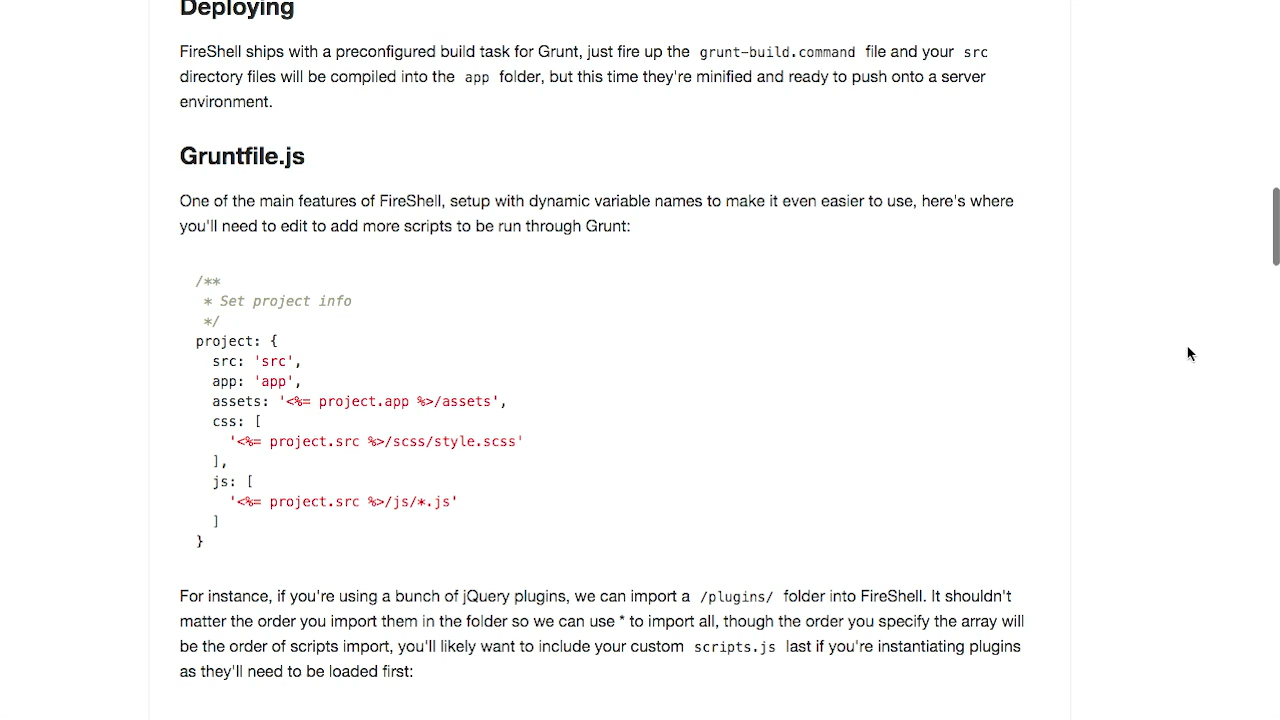 Deploying
FireShell ships with a preconfigured build task for Grunt, just fire up the grunt-build.command file and your src
directory files will be compiled into the app folder, but this time they're minified and ready to push onto a server
environment.
Gruntfile.js
One of the main features of FireShell, setup with dynamic variable names to make it even easier to use, here's where
you'll need to edit to add more scripts to be run through Grunt:
/**
 * Set project info
 */
project: {
  src: 'src',
  app: 'app',
  assets: '<%= project.app %>/assets',
  css: [
    '<%= project.src %>/scss/style.scss'
  ],
  js: [
    '<%= project.src %>/js/*.js'
  ]
}
For instance, if you're using a bunch of jQuery plugins, we can import a /plugins/ folder into FireShell. It shouldn't
matter the order you import them in the folder so we can use * to import all, though the order you specify the array will
be the order of scripts import, you'll likely want to include your custom scripts.js last if you're instantiating plugins
as they'll need to be loaded first: